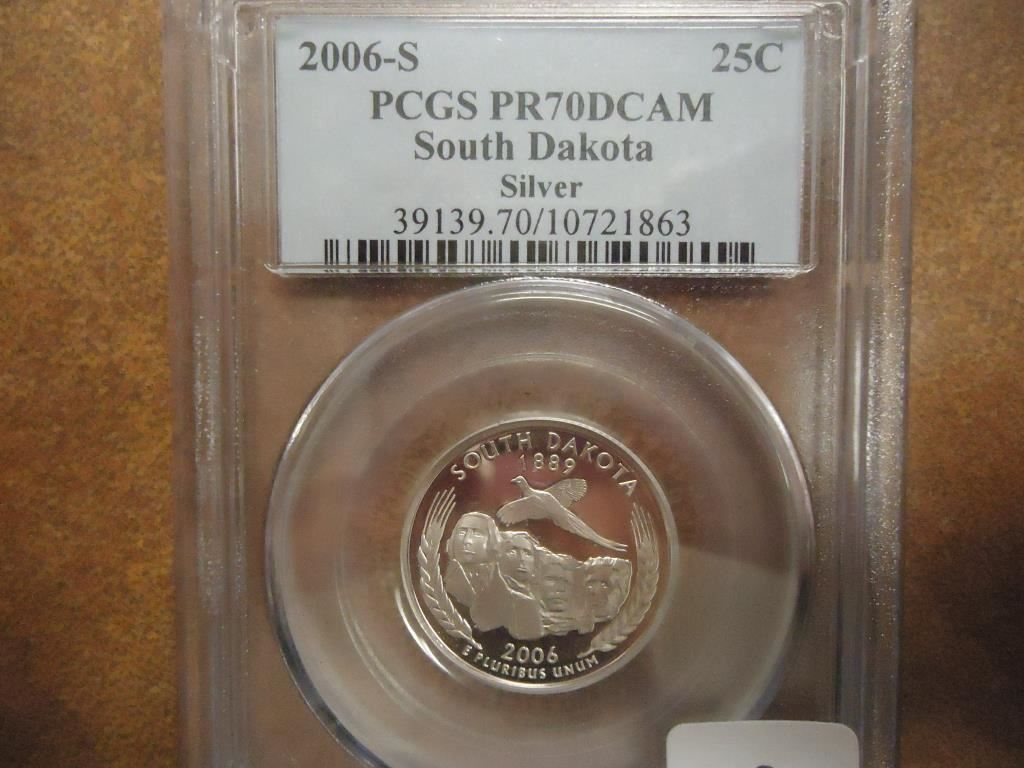 2006-S 25C
PCGS PR70DCAM
South Dakota
Silver
39139.70/10721863
SOUTH DAKOTA
1889
2006
E PLURIBUS UNUM